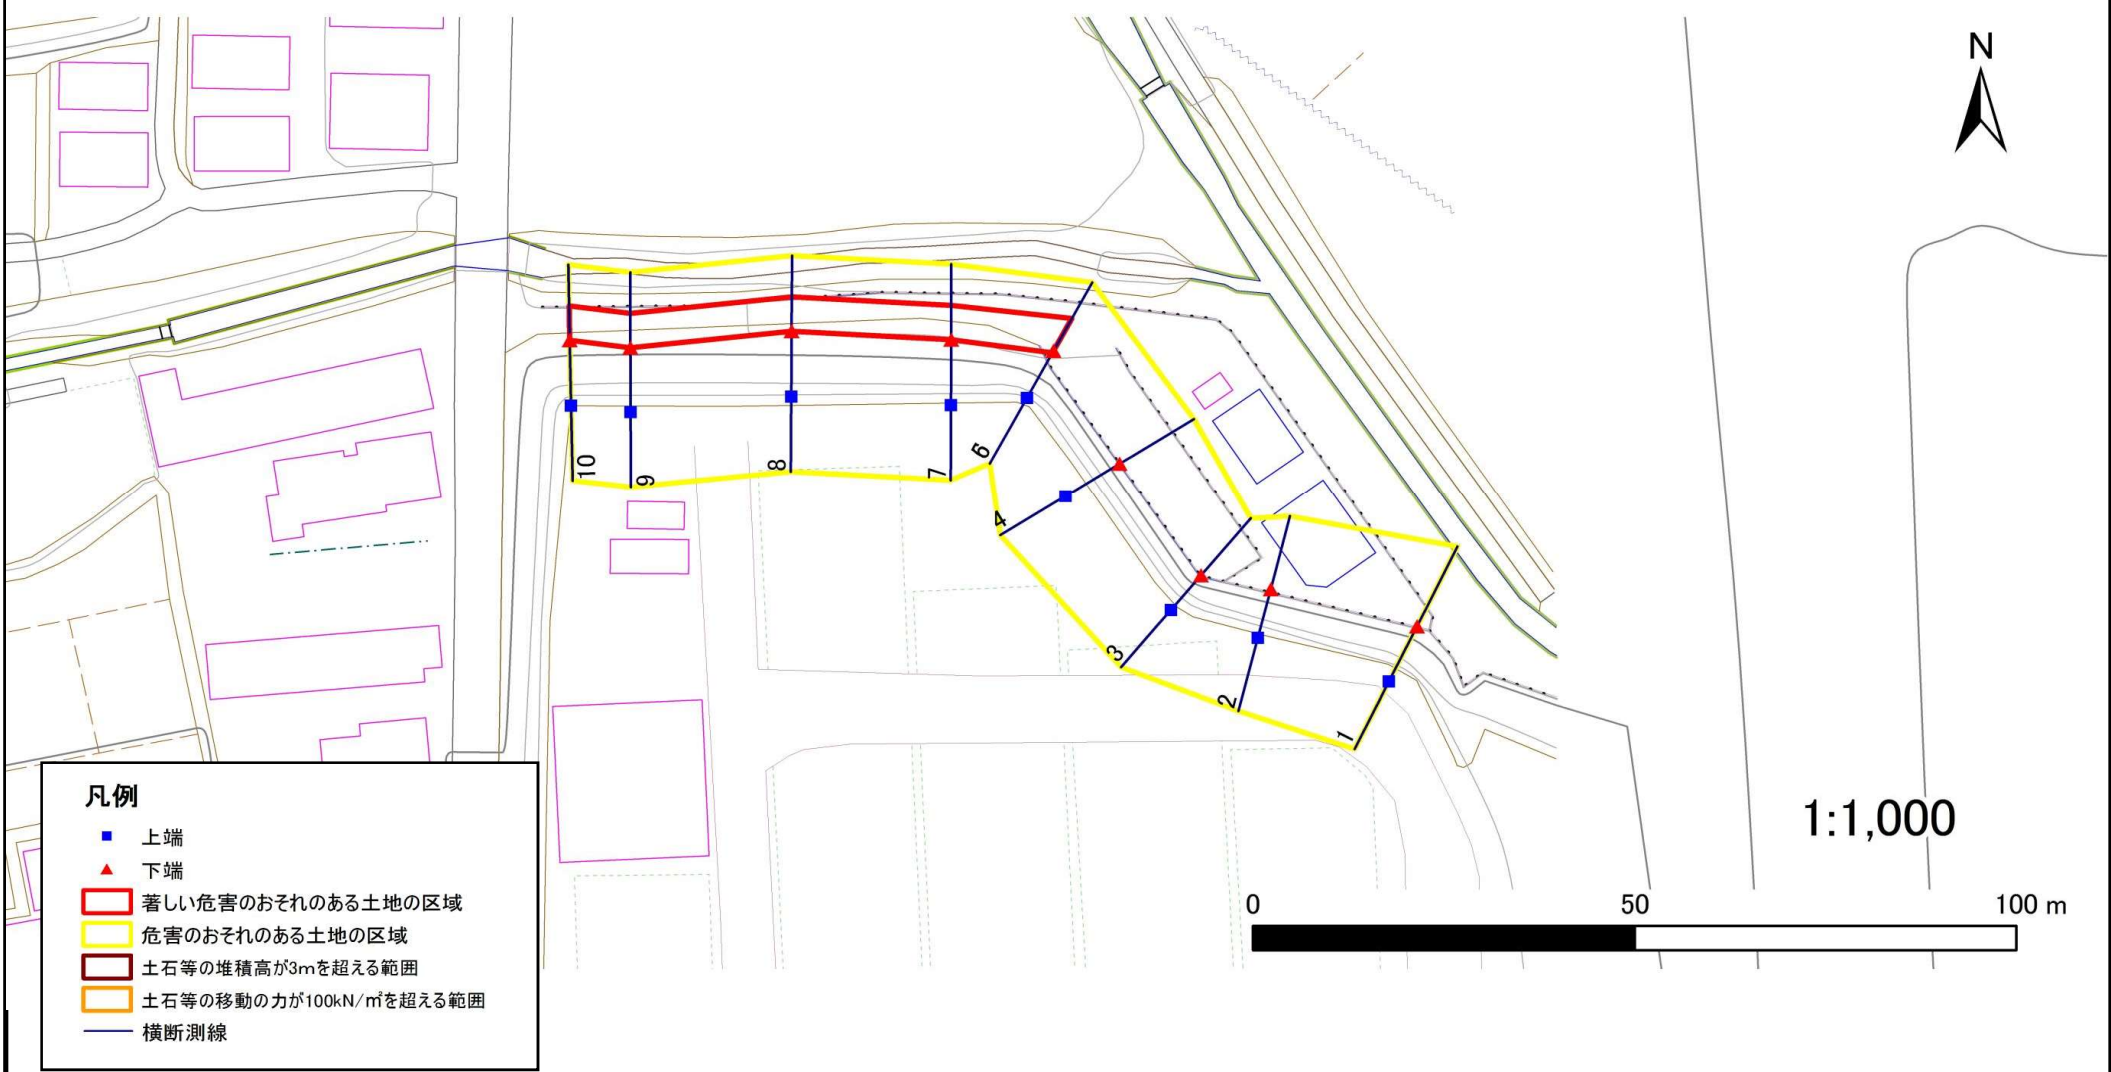 N
10
9
8
7
6
4
3
2
1
1:1,000
0 50 100 m
凡例
上端
下端
著しい危害のおそれのある土地の区域
危害のおそれのある土地の区域
土石等の堆積高が3mを超える範囲
土石等の移動の力が100kN/㎡を超える範囲
横断測線